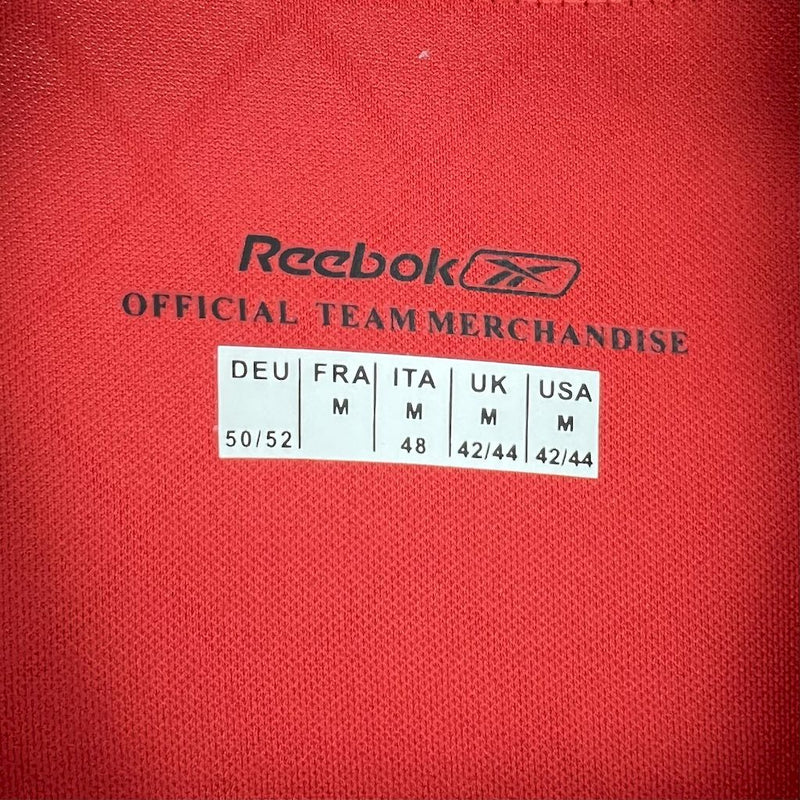 Reebok
OFFICIAL TEAM MERCHANDISE
DEU FRA ITA UK USA
M M M M
50/52 48 42/44 42/44